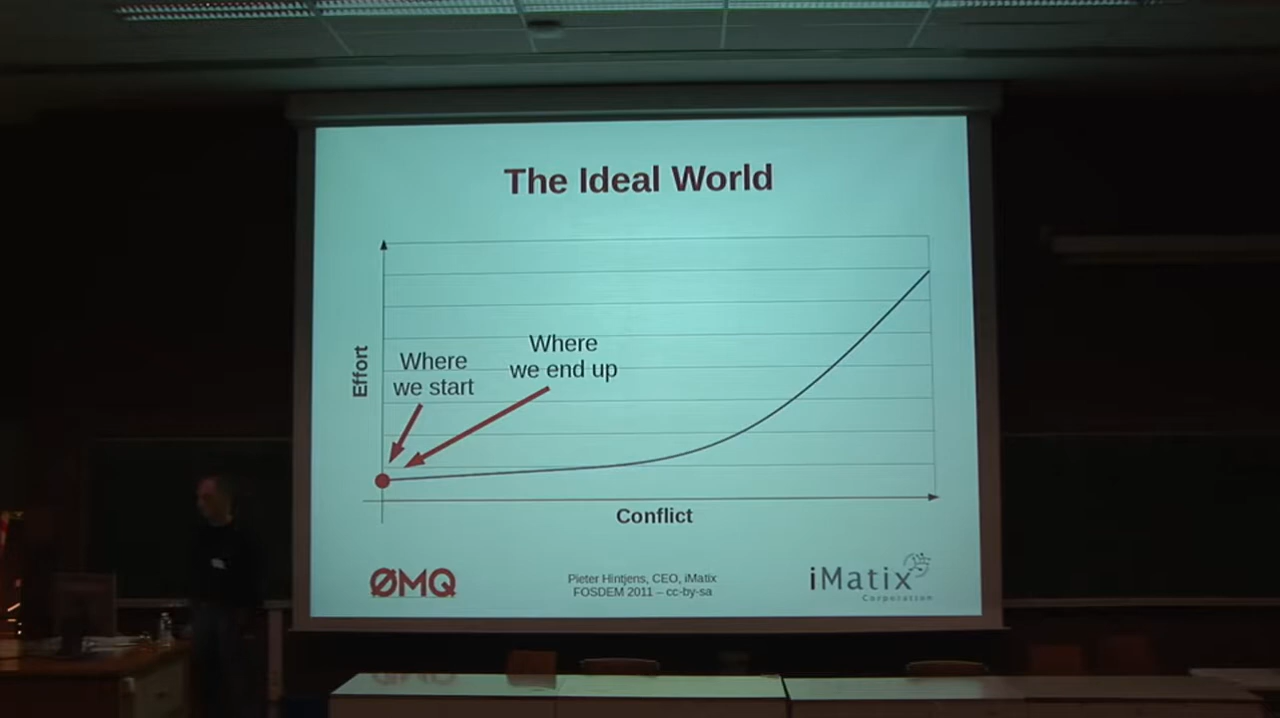 The Ideal World
Effort
Where
we start
Where
we end up
Conflict
ØMQ
Pieter Hintjens, CEO, iMatix
FOSDEM 2011 – cc-by-sa
iMatix
Corporation